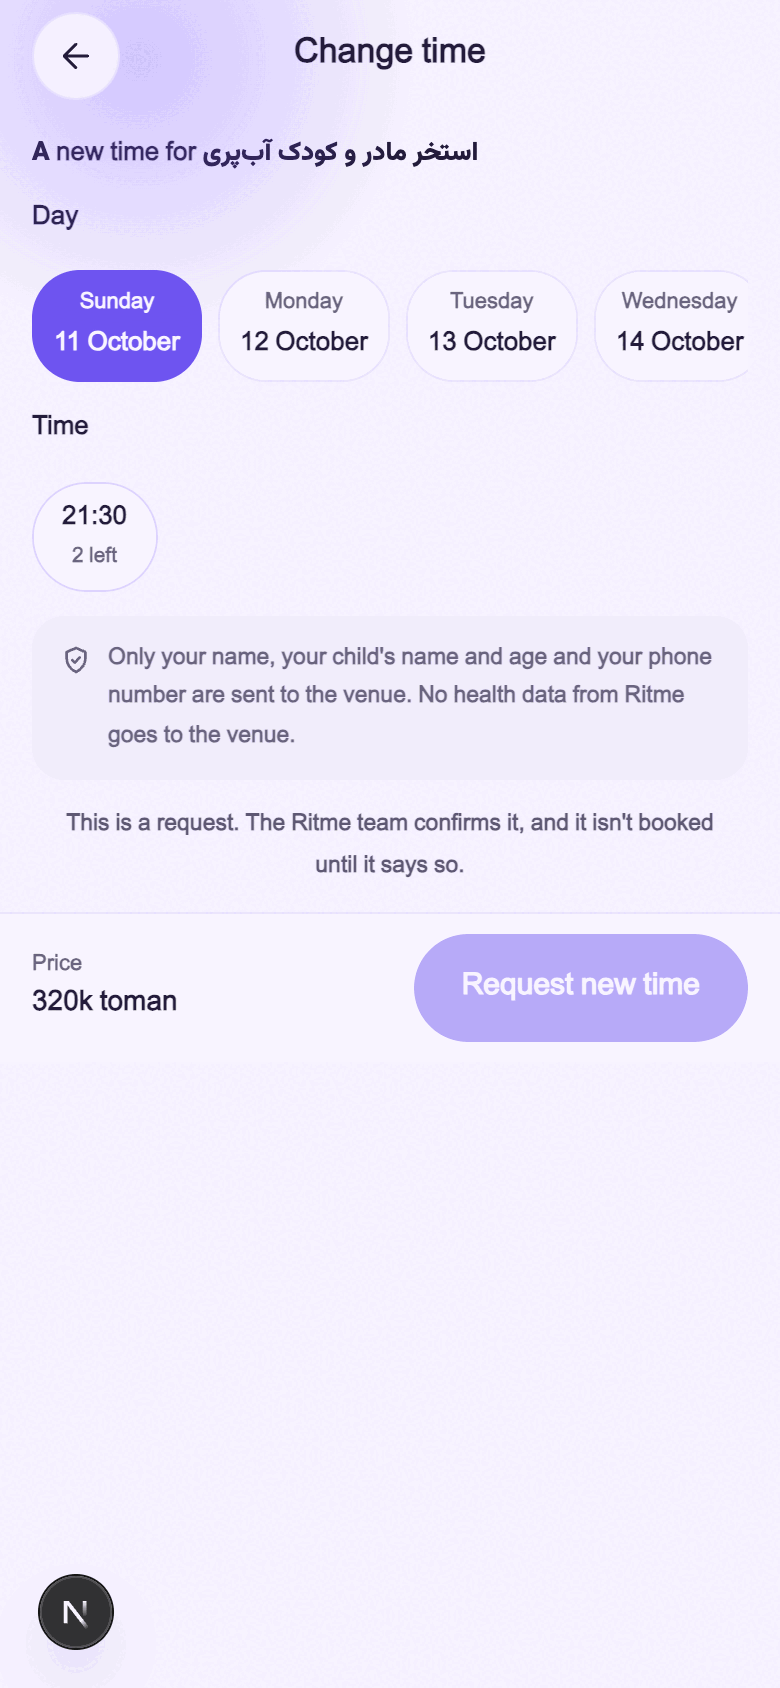 Change time
A new time for استخر مادر و کودک آب‌پری
Day
Sunday
11 October
Monday
12 October
Tuesday
13 October
Wednesday
14 October
Time
21:30
2 left
Only your name, your child's name and age and your phone
number are sent to the venue. No health data from Ritme
goes to the venue.
This is a request. The Ritme team confirms it, and it isn't booked
until it says so.
Price
320k toman
Request new time
N